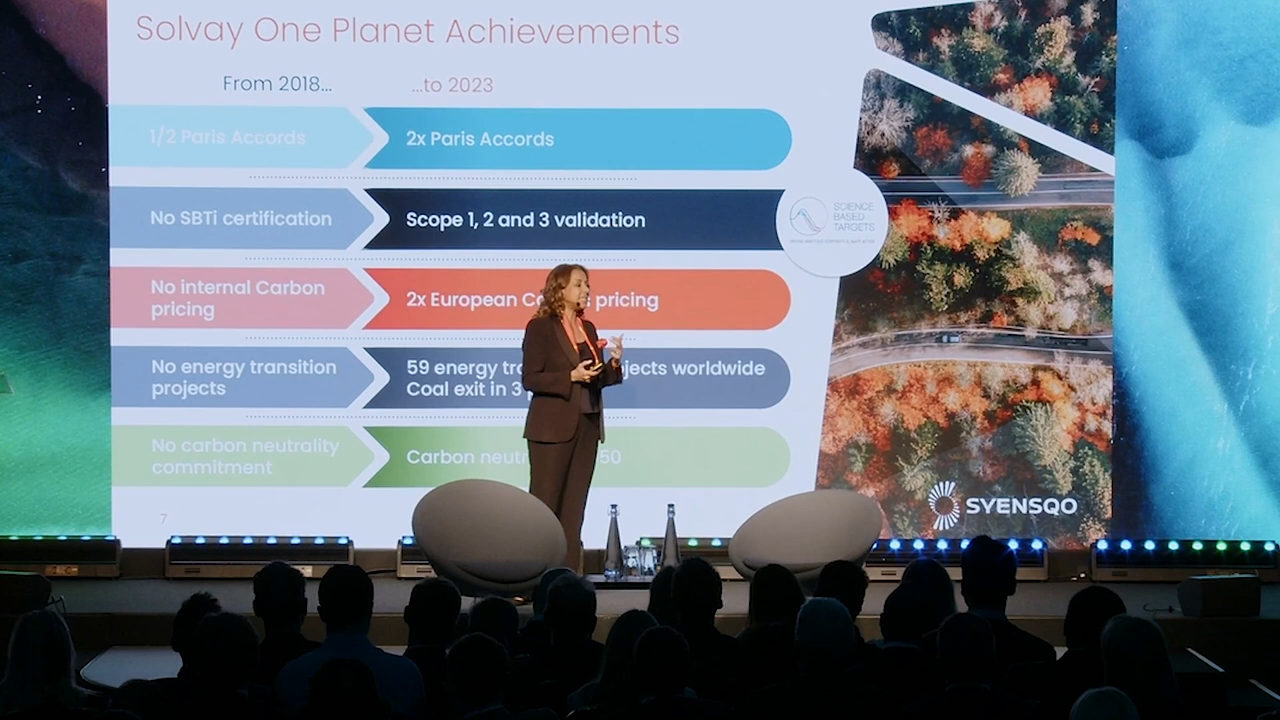 Solvay One Planet Achievements
From 2018... ...to 2023
1/2 Paris Accords
2x Paris Accords
No SBTi certification
Scope 1, 2 and 3 validation
SCIENCE
BASED
TARGETS
No internal Carbon
pricing
2x European pricing
No energy transition
projects
59 energy worldwide
Coal exit in 3
No carbon neutrality
commitment
Carbon 50
SYENSQO
7